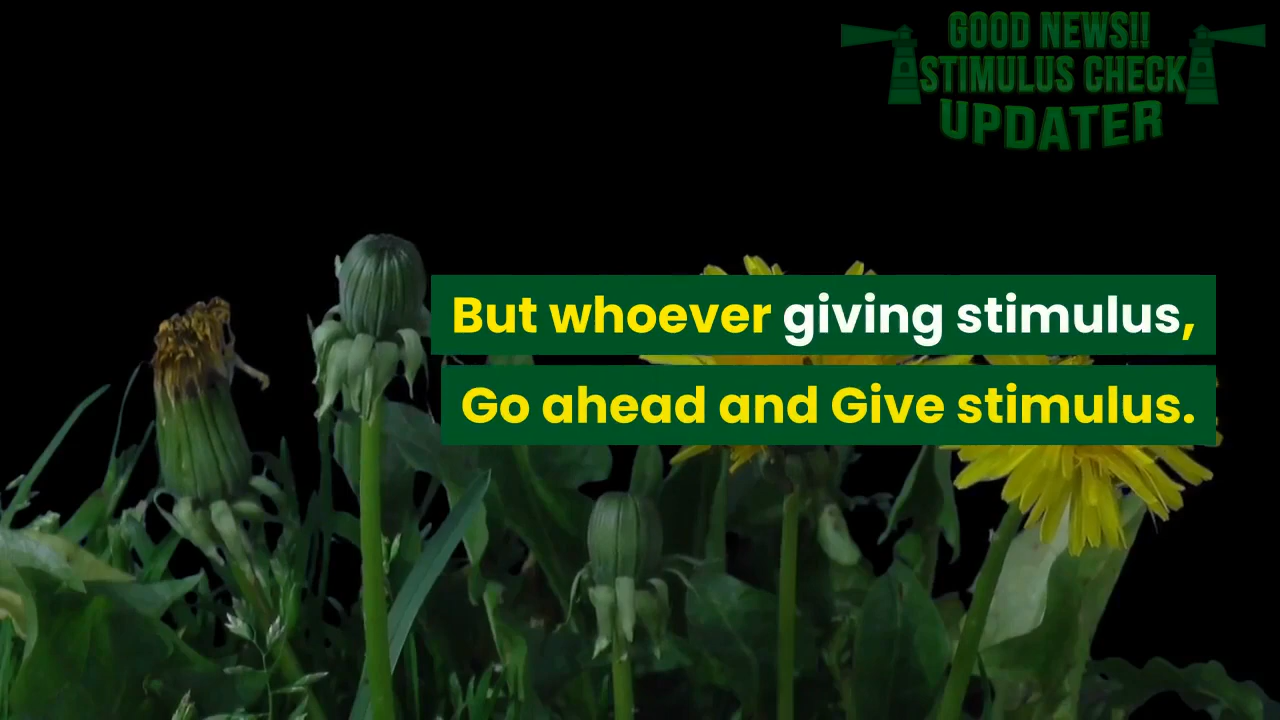 GOOD NEWS!!
STIMULUS CHECK
UPDATER
But whoever giving stimulus,
Go ahead and Give stimulus.